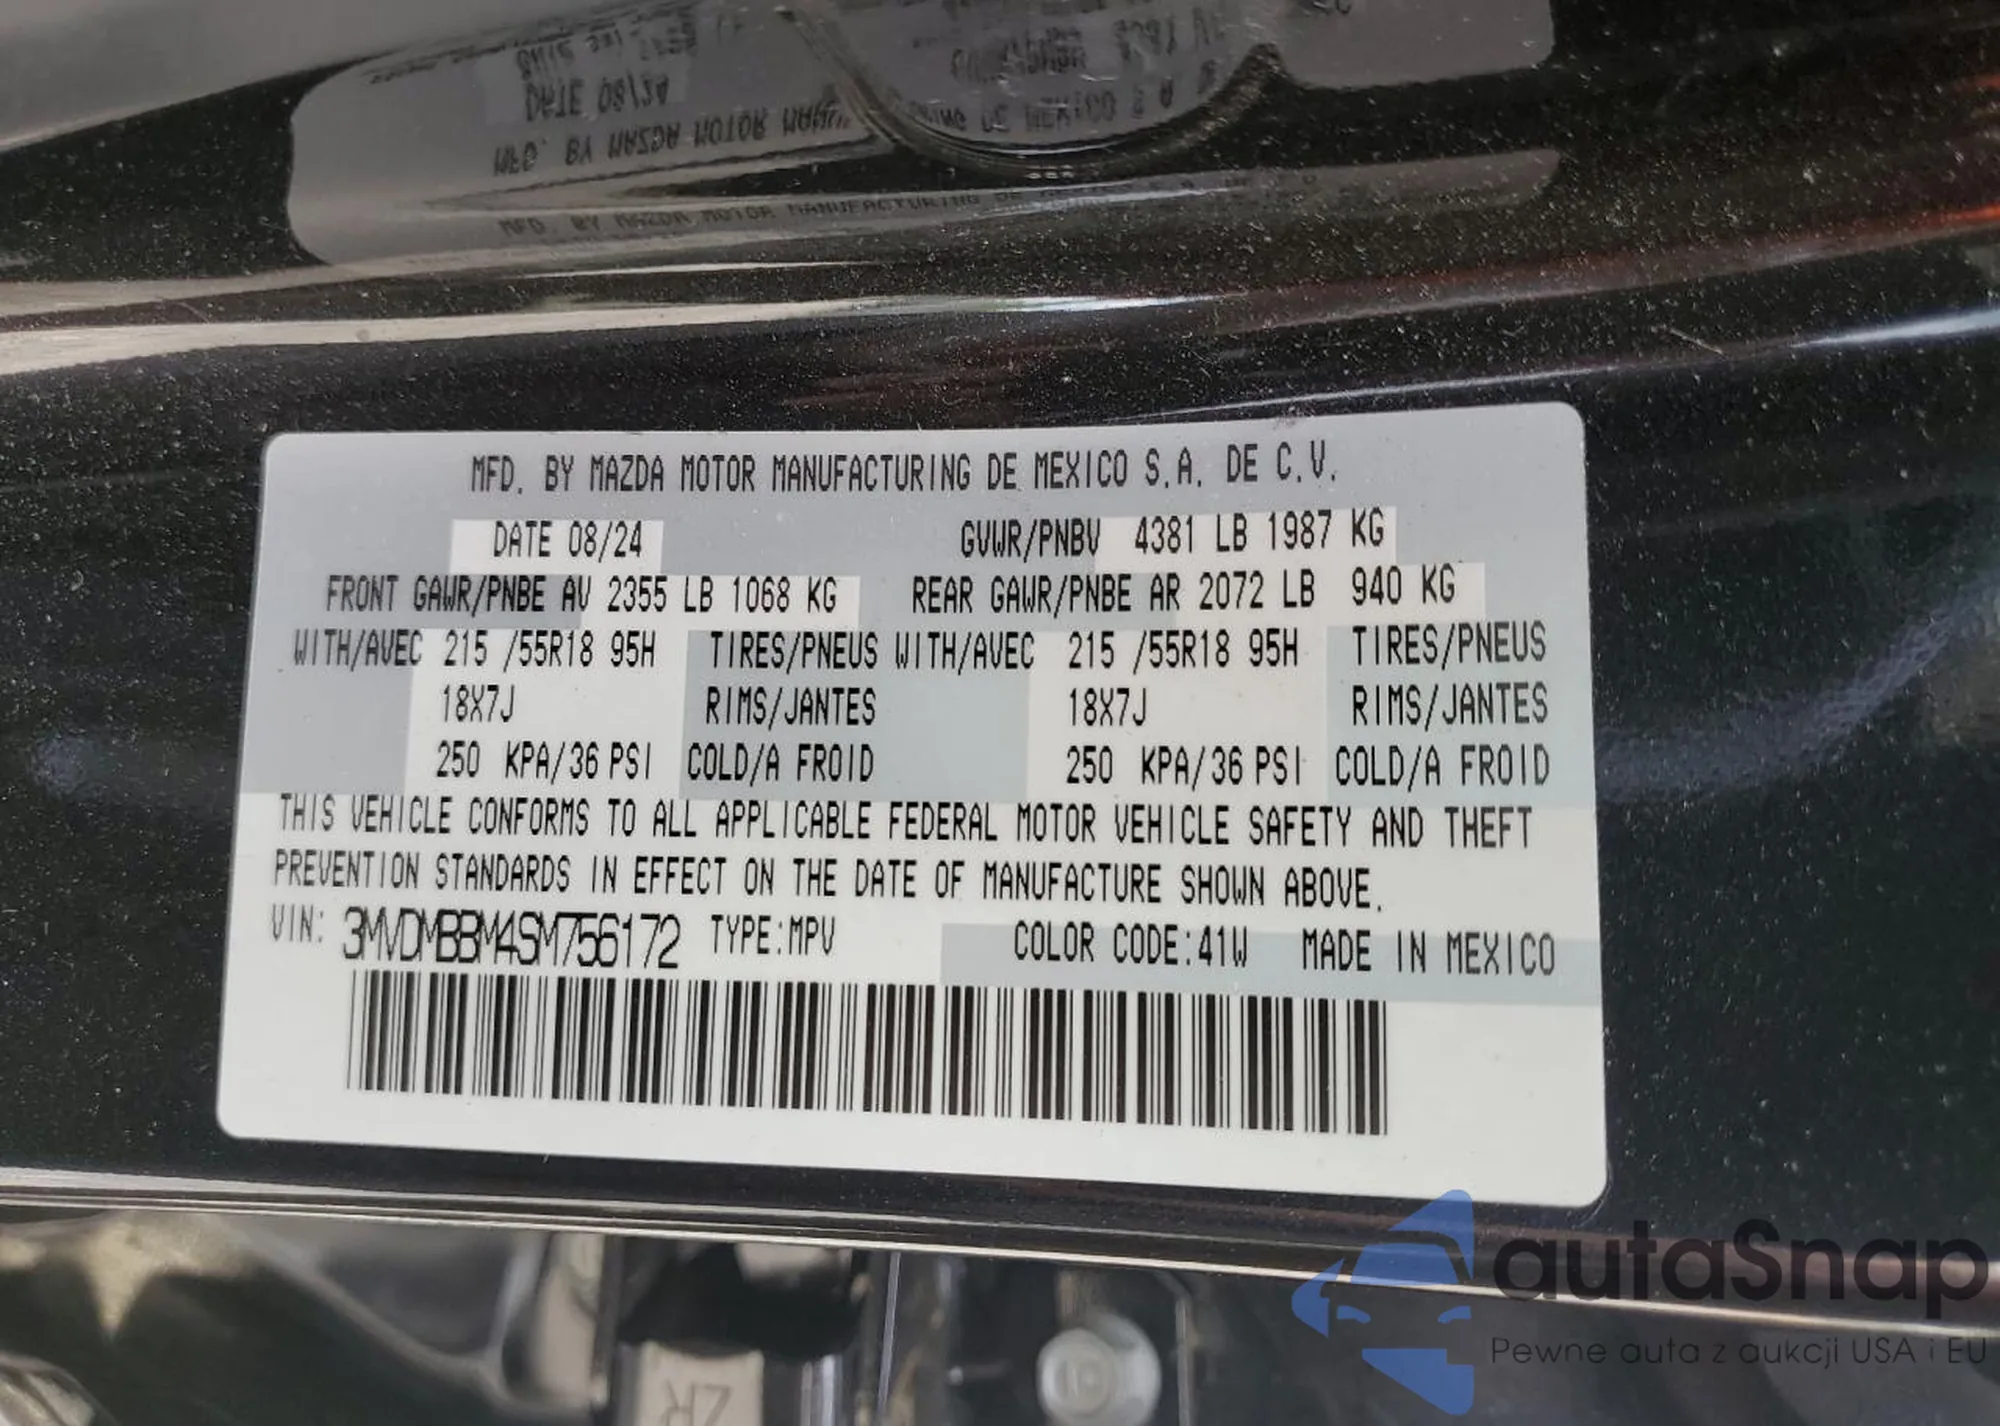 MFD. BY MAZDA MOTOR MANUFACTURING DE MEXICO S.A. DE C.V.
DATE 08/24 GVWR/PNBV 4381 LB 1987 KG
FRONT GAWR/PNBE AV 2355 LB 1068 KG REAR GAWR/PNBE AR 2072 LB 940 KG
WITH/AVEC 215 /55R18 95H TIRES/PNEUS WITH/AVEC 215 /55R18 95H TIRES/PNEUS
18X7J RIMS/JANTES 18X7J RIMS/JANTES
250 KPA/36 PSI COLD/A FROID 250 KPA/36 PSI COLD/A FROID
THIS VEHICLE CONFORMS TO ALL APPLICABLE FEDERAL MOTOR VEHICLE SAFETY AND THEFT
PREVENTION STANDARDS IN EFFECT ON THE DATE OF MANUFACTURE SHOWN ABOVE.
VIN: 3MVDMBBM4SM756172 TYPE:MPV COLOR CODE:41W MADE IN MEXICO
autaSnap
Pewne auta z aukcji USA i EU